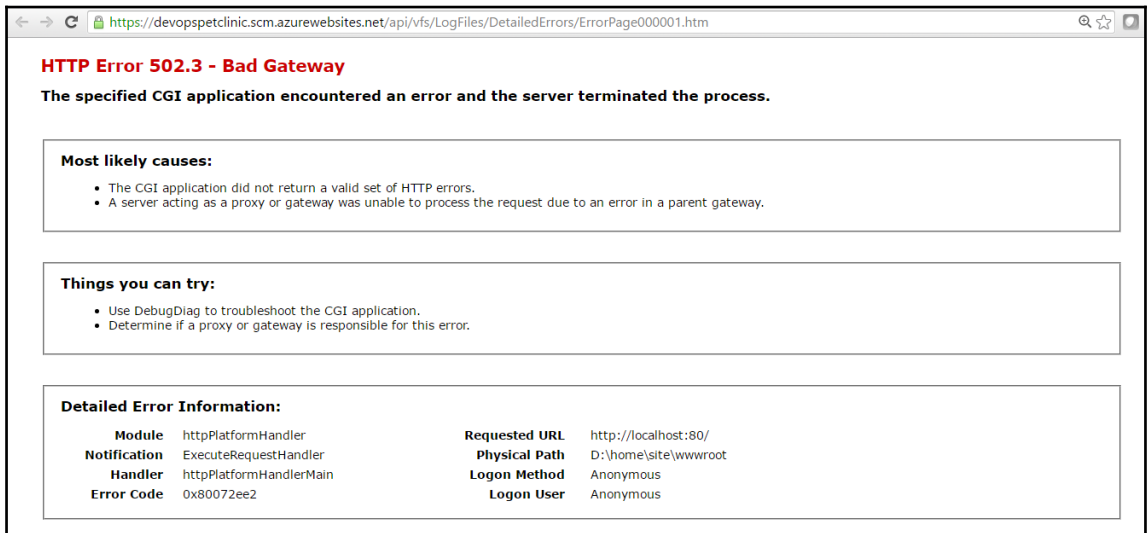 https://devopspetclinic.scm.azurewebsites.net/api/vfs/LogFiles/DetailedErrors/ErrorPage000001.htm
HTTP Error 502.3 - Bad Gateway
The specified CGI application encountered an error and the server terminated the process.
Most likely causes:
• The CGI application did not return a valid set of HTTP errors.
• A server acting as a proxy or gateway was unable to process the request due to an error in a parent gateway.
Things you can try:
• Use DebugDiag to troubleshoot the CGI application.
• Determine if a proxy or gateway is responsible for this error.
Detailed Error Information:
Module httpPlatformHandler Requested URL http://localhost:80/
Notification ExecuteRequestHandler Physical Path D:\home\site\wwwroot
Handler httpPlatformHandlerMain Logon Method Anonymous
Error Code 0x80072ee2 Logon User Anonymous